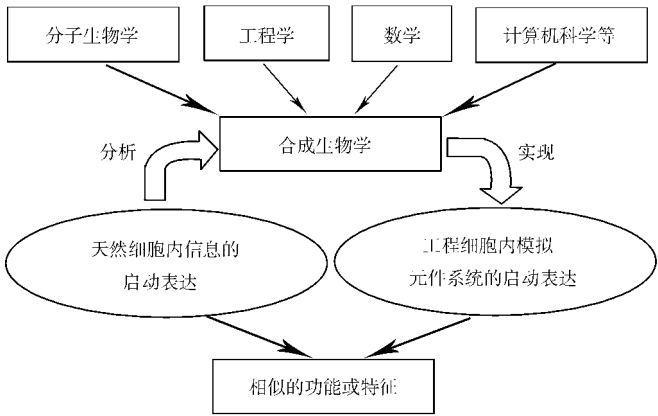 分子生物学
工程学
数学
计算机科学等
合成生物学
分析
实现
天然细胞内信息的
启动表达
工程细胞内模拟
元件系统的启动表达
相似的功能或特征